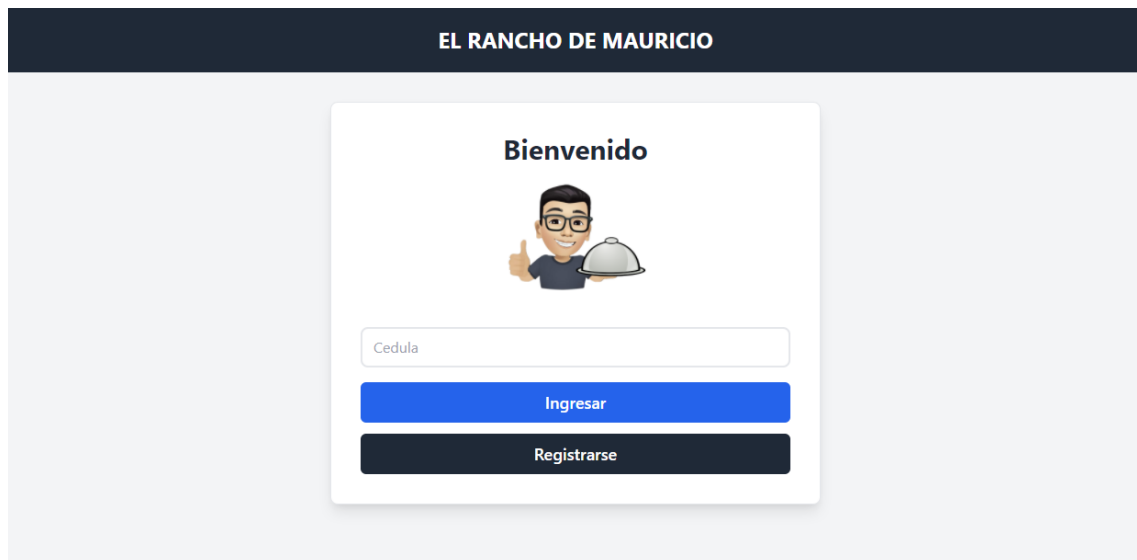 EL RANCHO DE MAURICIO
Bienvenido
Cedula
Ingresar
Registrarse